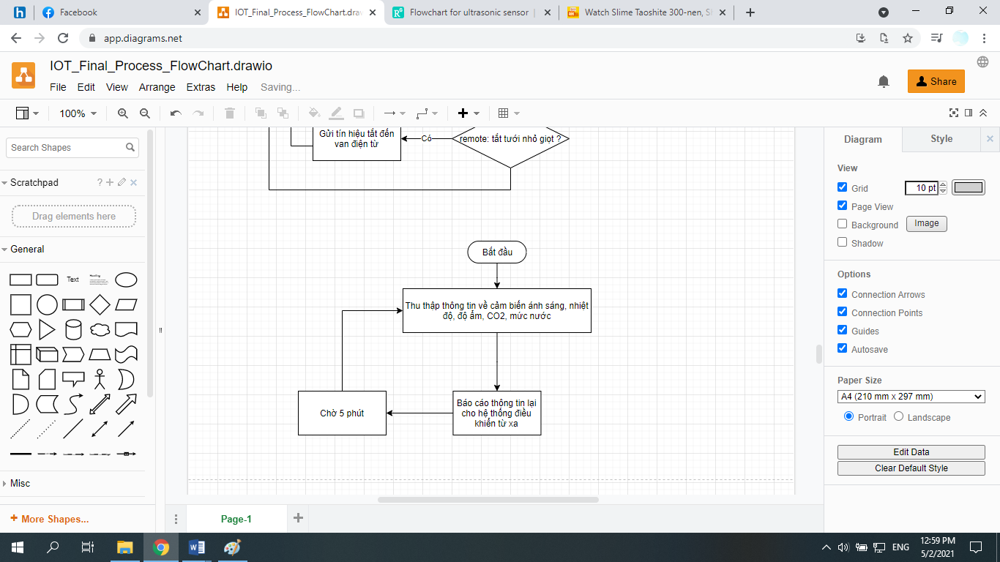 Facebook
IOT_Final_Process_FlowChart.draw
Flowchart for ultrasonic sensor |
Watch Slime Taoshite 300-nen, S
app.diagrams.net
IOT_Final_Process_FlowChart.drawio
File Edit View Arrange Extras Help Saving...
Share
100%
Search Shapes
Scratchpad ?
Drag elements here
General
Text
Heading
Misc
+ More Shapes...
Gửi tín hiệu tắt đến
van điện từ
Có
remote: tắt tưới nhỏ giọt ?
Bắt đầu
Thu thập thông tin về cảm biến ánh sáng, nhiệt
độ, độ ẩm, CO2, mức nước
Báo cáo thông tin lại
cho hệ thống điều
khiển từ xa
Chờ 5 phút
Page-1
Diagram Style
View
Grid 10 pt
Page View
Background Image
Shadow
Options
Connection Arrows
Connection Points
Guides
Autosave
Paper Size
A4 (210 mm x 297 mm)
Portrait Landscape
Edit Data
Clear Default Style
ENG
12:59 PM
5/2/2021